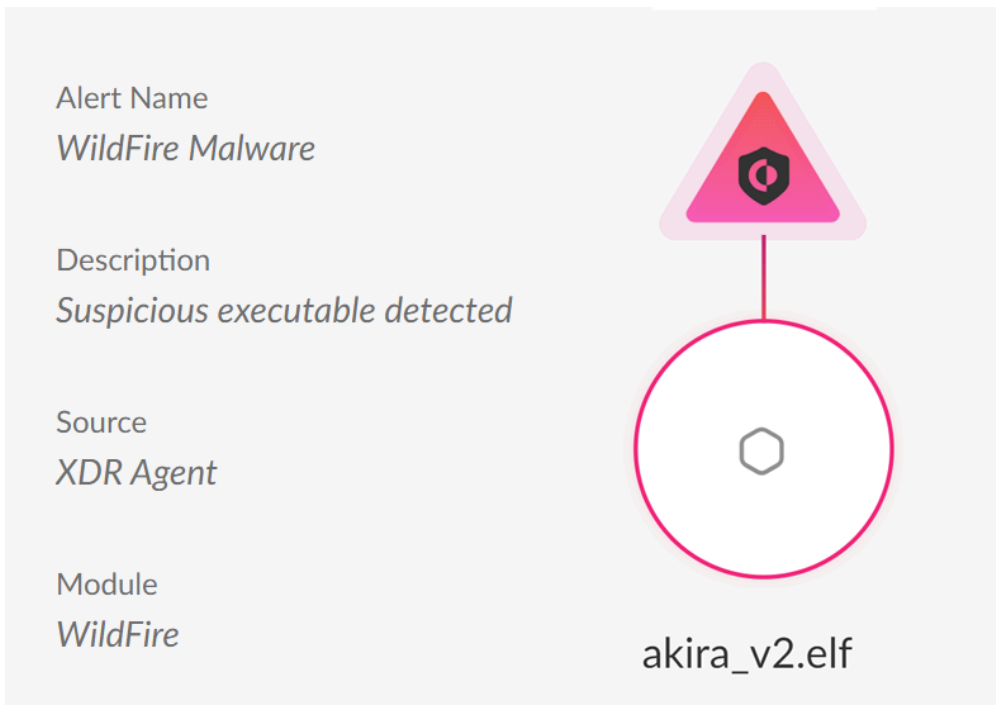 Alert Name
WildFire Malware
Description
Suspicious executable detected
Source
XDR Agent
Module
WildFire
akira_v2.elf